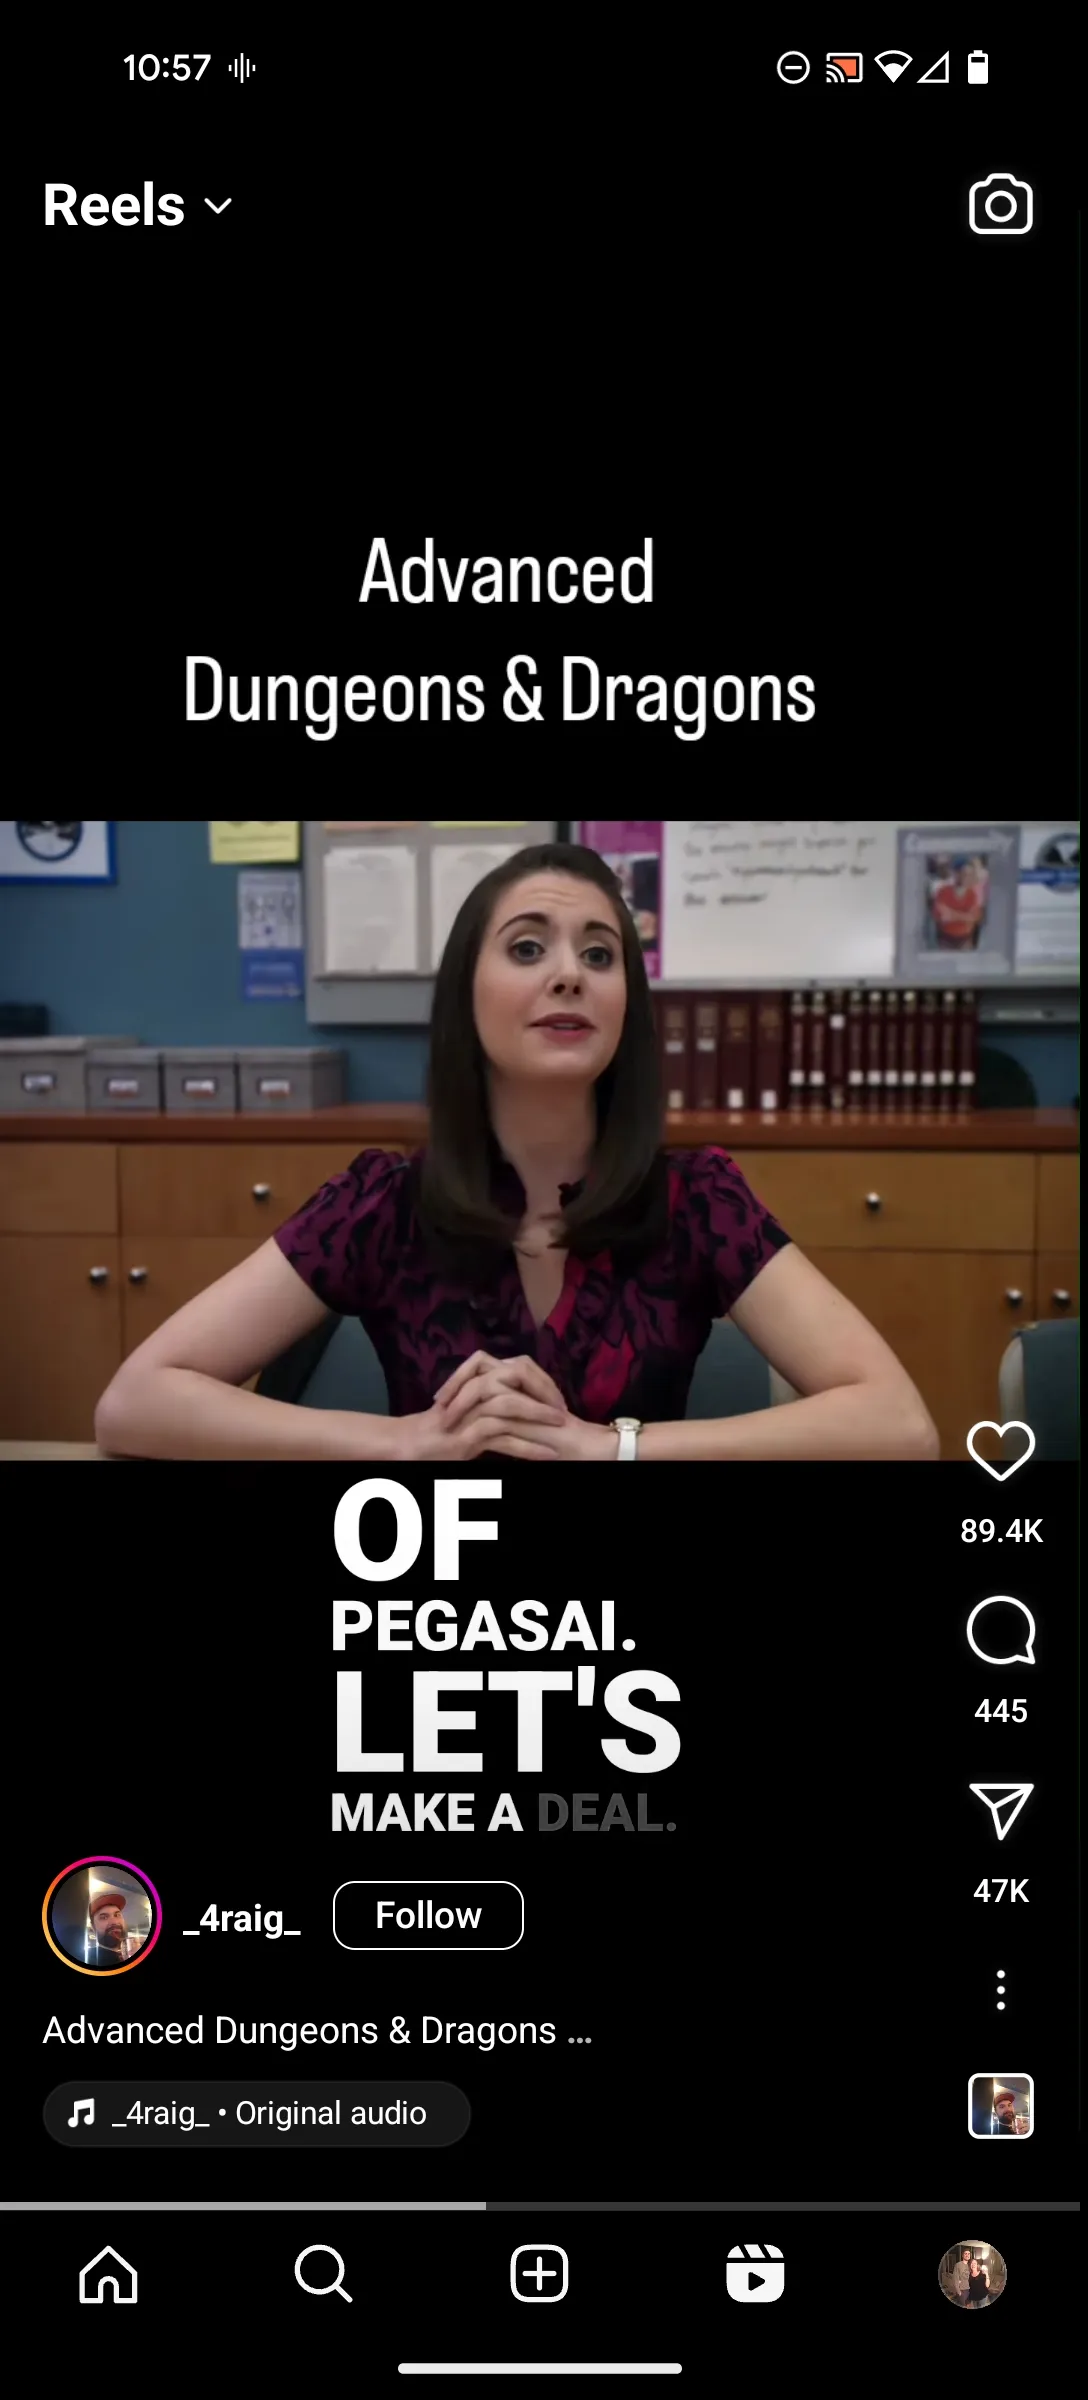 10:57
Reels
Advanced
Dungeons & Dragons
Community
OF
PEGASAI.
LET'S
MAKE A DEAL.
89.4K
445
47K
_4raig_
Follow
Advanced Dungeons & Dragons ...
_4raig_ • Original audio